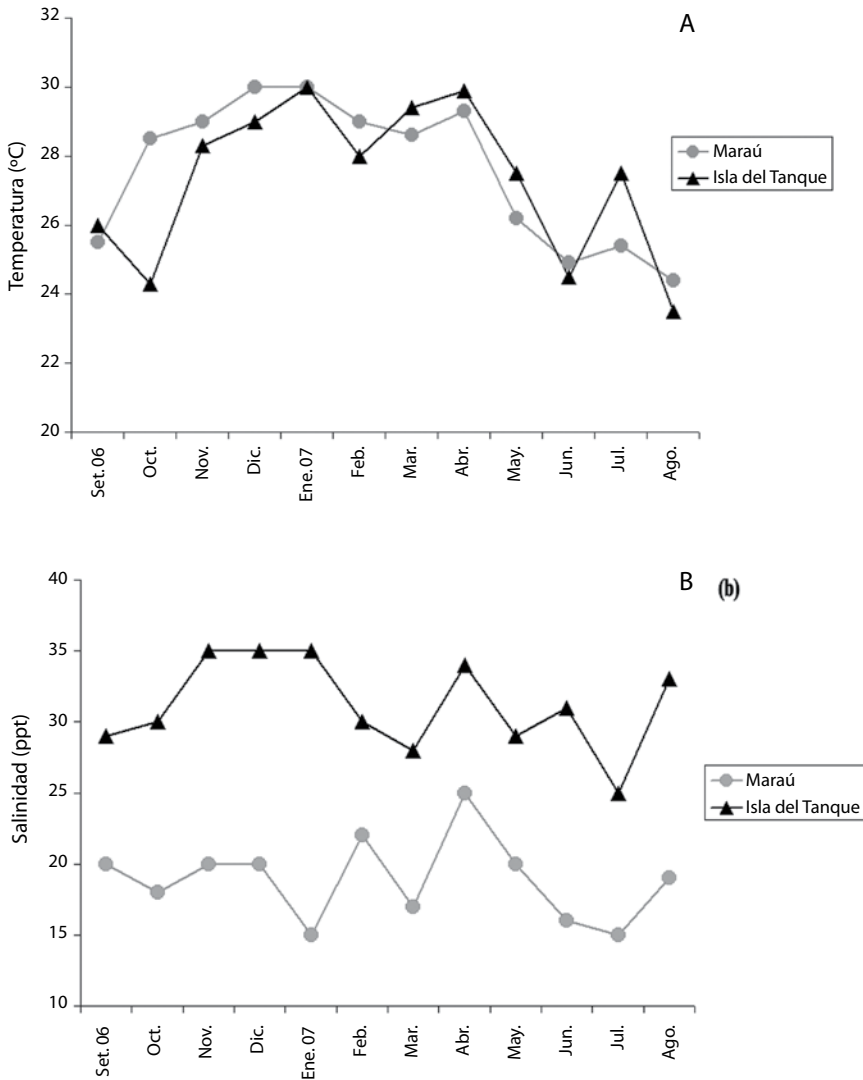 A
32
30
28
26
24
22
20
Temperatura (ºC)
Maraú
Isla del Tanque
Set.06
Oct.
Nov.
Dic.
Ene.07
Feb.
Mar.
Abr.
May.
Jun.
Jul.
Ago.
B (b)
40
35
30
25
20
15
10
Salinidad (ppt)
Maraú
Isla del Tanque
Set.06
Oct.
Nov.
Dic.
Ene.07
Feb.
Mar.
Abr.
May.
Jun.
Jul.
Ago.